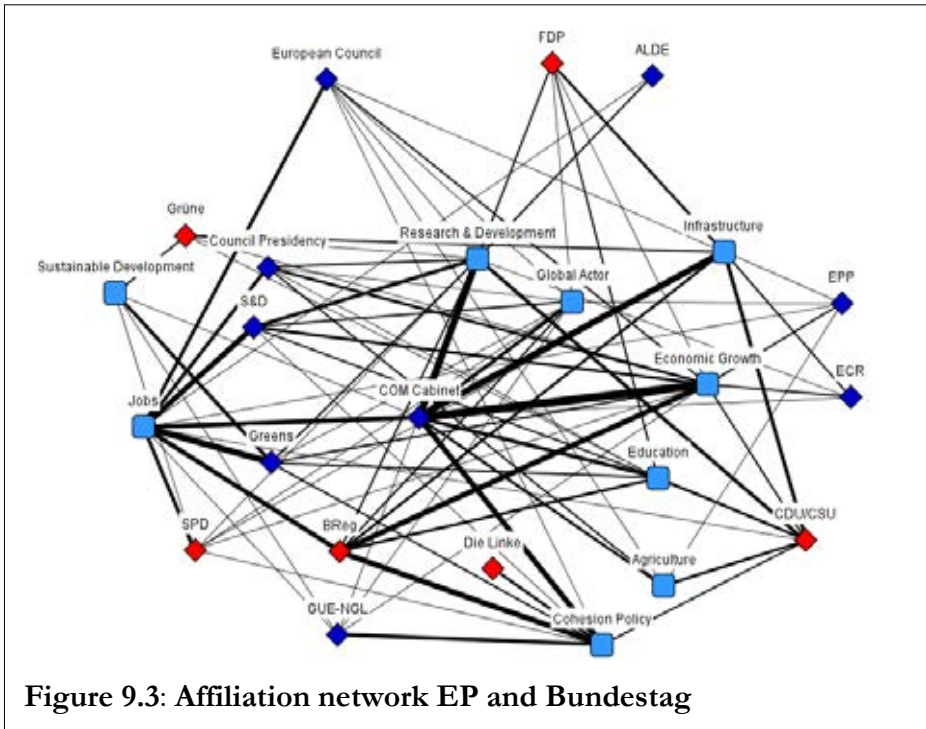 FDP
European Council
ALDE
Grüne
Council Presidency
Research & Development
Infrastructure
Sustainable Development
Global Actor
EPP
S&D
Economic Growth
ECR
Jobs
COM Cabinet
Greens
Education
CDU/CSU
SPD
BReg
Die Linke
Agriculture
GUE-NGL
Cohesion Policy
Figure 9.3: Affiliation network EP and Bundestag